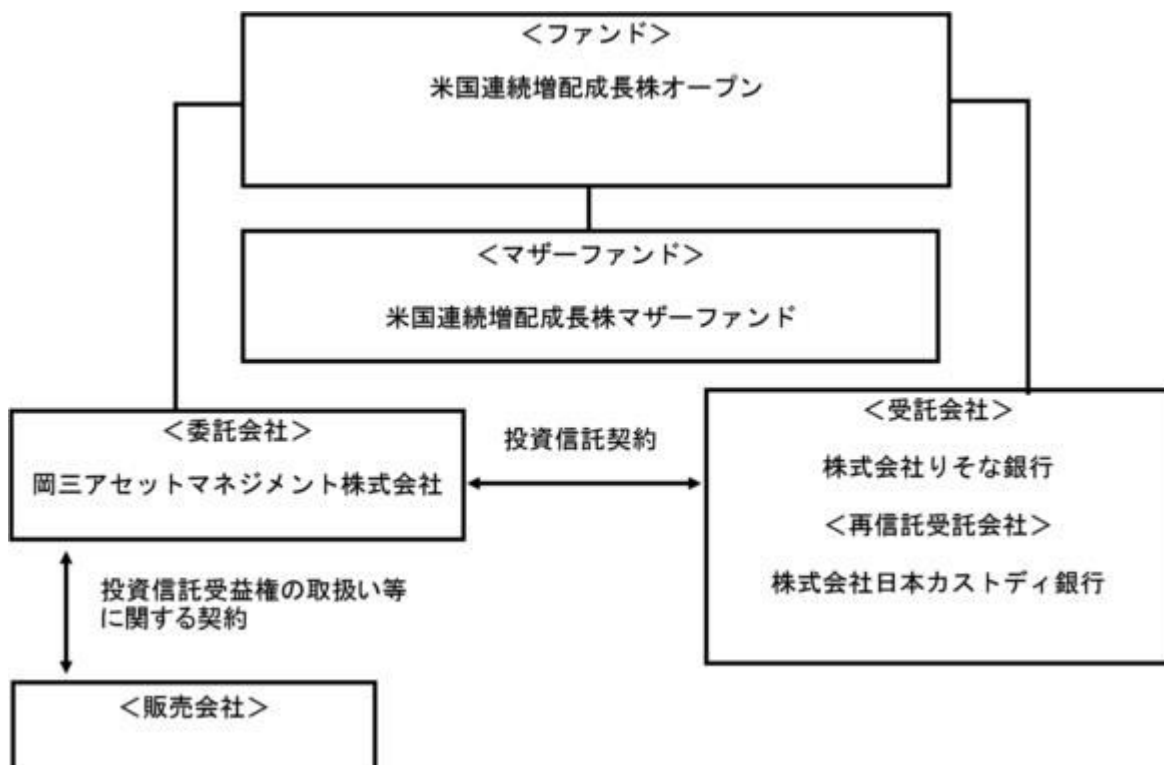 ＜ファンド＞
米国連続増配成長株オープン
＜マザーファンド＞
米国連続増配成長株マザーファンド
＜委託会社＞
岡三アセットマネジメント株式会社
投資信託契約
＜受託会社＞
株式会社りそな銀行
＜再信託受託会社＞
株式会社日本カストディ銀行
投資信託受益権の取扱い等
に関する契約
＜販売会社＞